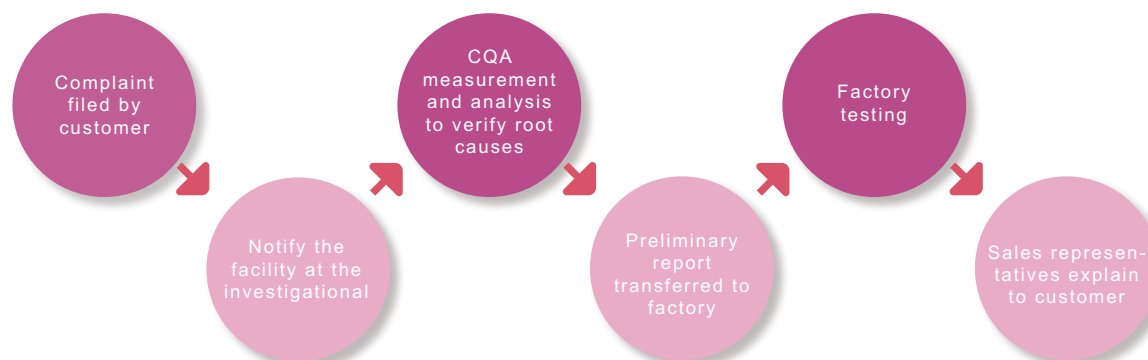 Complaint
filed by
customer
Notify the
facility at the
investigational
CQA
measurement
and analysis
to verify root
causes
Preliminary
report
transferred to
factory
Factory
testing
Sales represen-
tatives explain
to customer